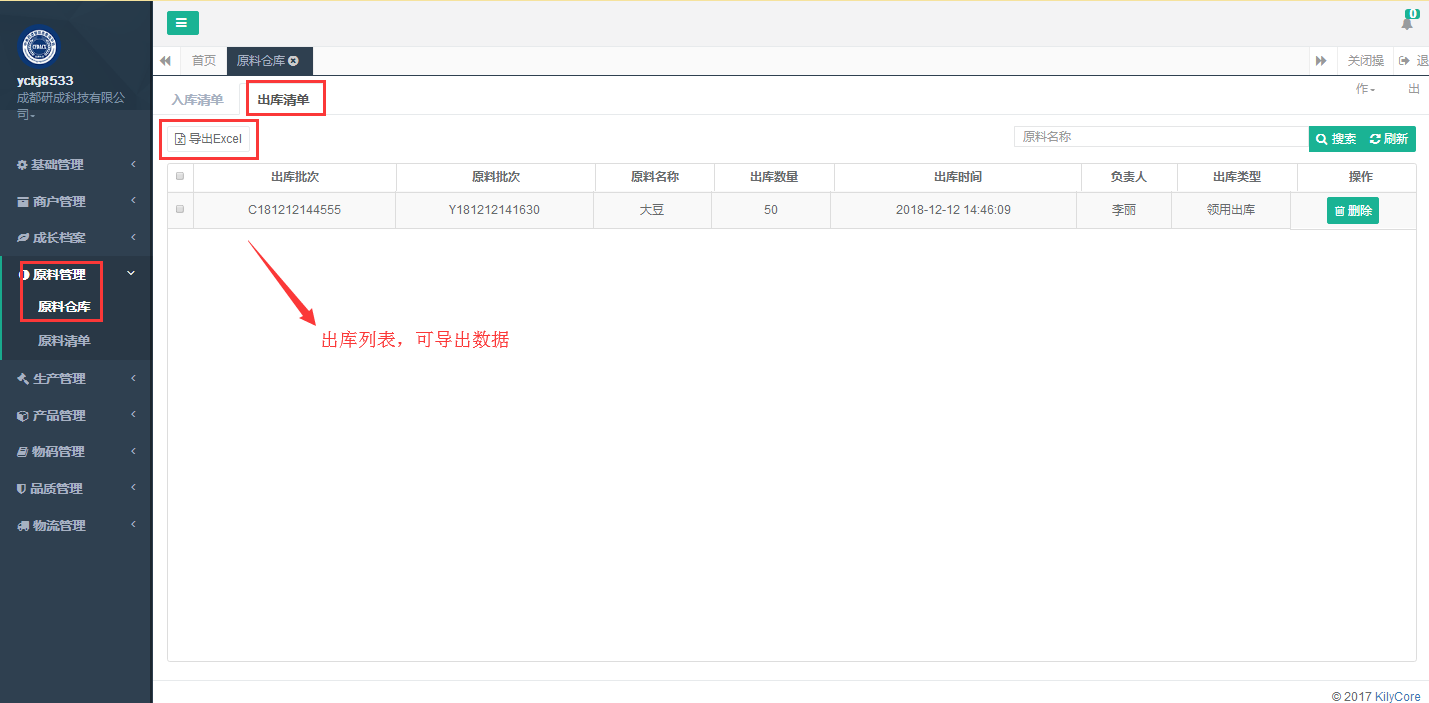 0
yckj8533
成都研成科技有限公
司
首页
原料仓库
关闭操
作
退
出
入库清单
出库清单
导出Excel
原料名称
搜索
刷新
基础管理
商户管理
成长档案
原料管理
原料仓库
原料清单
生产管理
产品管理
物码管理
品质管理
物流管理
出库批次 原料批次 原料名称 出库数量 出库时间 负责人 出库类型 操作
C181212144555 Y181212141630 大豆 50 2018-12-12 14:46:09 李丽 领用出库 删除
出库列表，可导出数据
© 2017 KilyCore